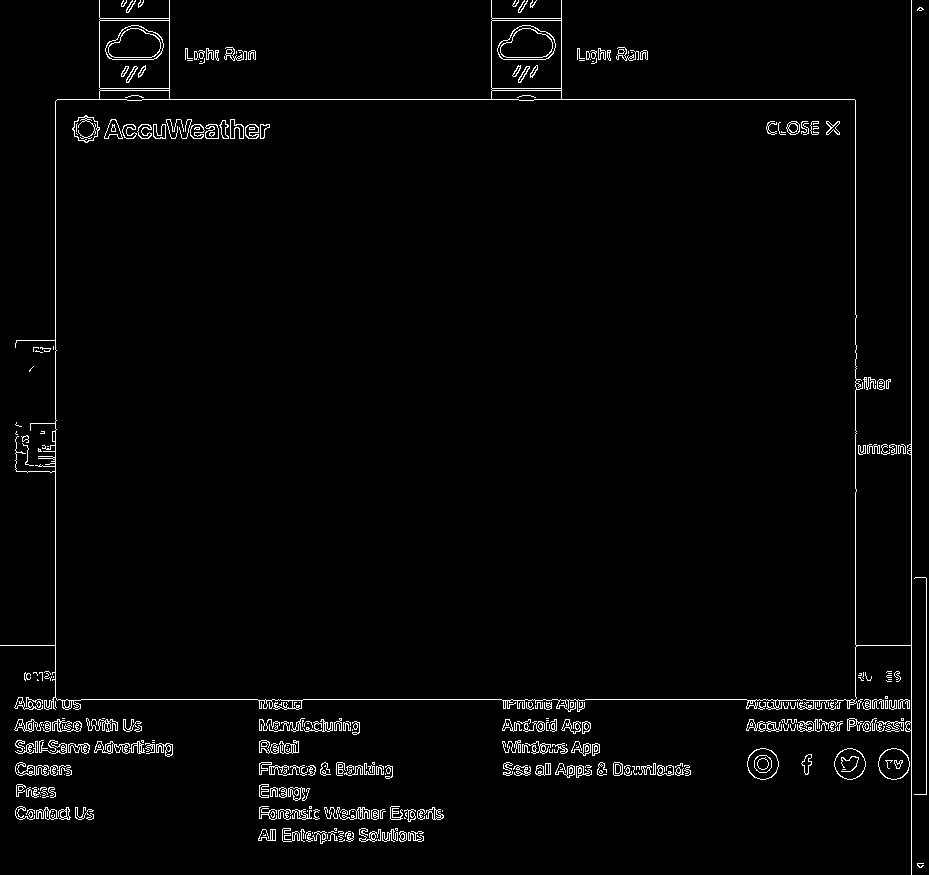 Light Rain
Light Rain
AccuWeather
CLOSE
About Us
Advertise With Us
Self-Serve Advertising
Careers
Press
Contact Us
Media
Manufacturing
Retail
Finance & Banking
Energy
Forensic Weather Experts
All Enterprise Solutions
iPhone App
Android App
Windows App
See all Apps & Downloads
AccuWeather Premium
AccuWeather Professio
TV